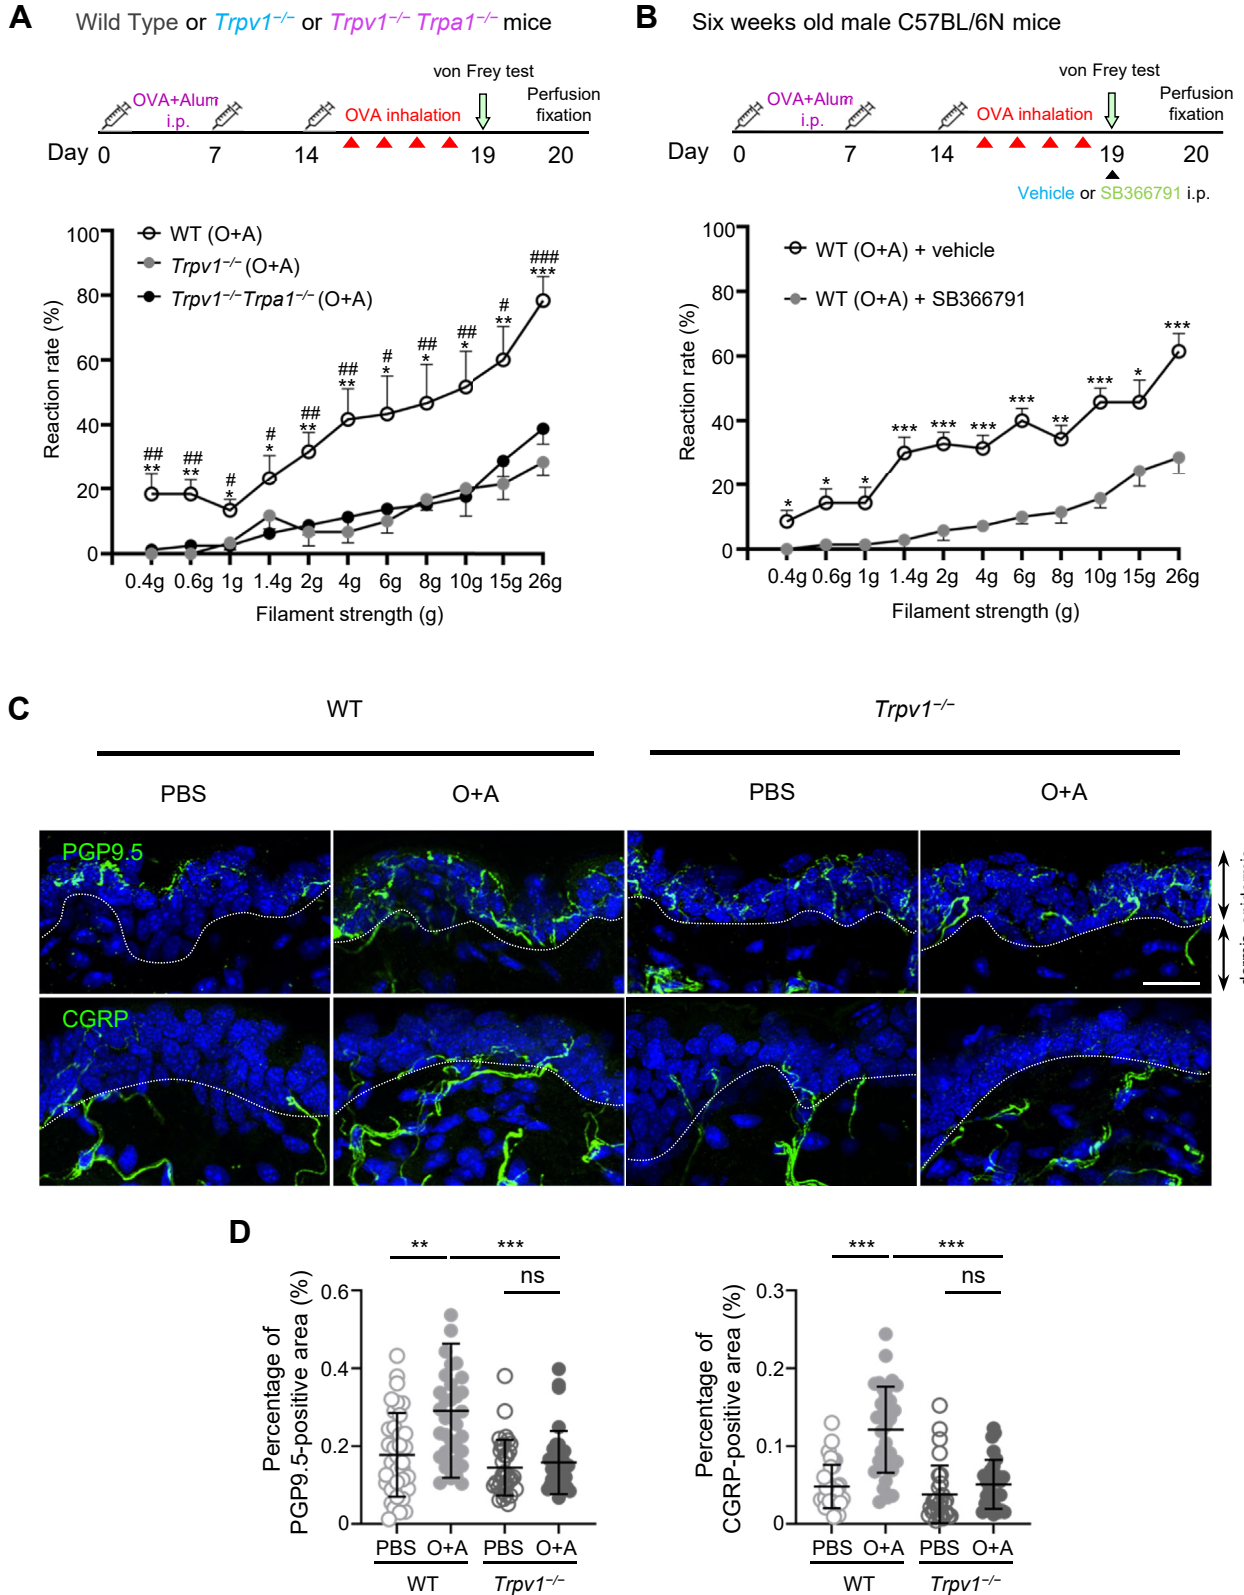 A
Wild Type or Trpv1−/− or Trpv1−/− Trpa1−/− mice
von Frey test
OVA+Alum
i.p.
OVA inhalation
Perfusion
fixation
Day 0 7 14 19 20
WT (O+A)
Trpv1−/− (O+A)
Trpv1−/−Trpa1−/− (O+A)
Reaction rate (%)
100
80
60
40
20
0
##
**
##
**
#
*
#
*
##
**
##
**
#
*
##
*
##
*
#
**
###
***
0.4g 0.6g 1g 1.4g 2g 4g 6g 8g 10g 15g 26g
Filament strength (g)
B
Six weeks old male C57BL/6N mice
von Frey test
OVA+Alum
i.p.
OVA inhalation
Perfusion
fixation
Day 0 7 14 19 20
Vehicle or SB366791 i.p.
WT (O+A) + vehicle
WT (O+A) + SB366791
Reaction rate (%)
100
80
60
40
20
0
* * * *** *** *** *** ** *** * ***
0.4g 0.6g 1g 1.4g 2g 4g 6g 8g 10g 15g 26g
Filament strength (g)
C
WT Trpv1−/−
PBS O+A PBS O+A
PGP9.5
CGRP
D
** ***
ns
Percentage of
PGP9.5-positive area (%)
0.6
0.4
0.2
0
PBS O+A PBS O+A
WT Trpv1−/−
*** ***
ns
Percentage of
CGRP-positive area (%)
0.3
0.2
0.1
0
PBS O+A PBS O+A
WT Trpv1−/−